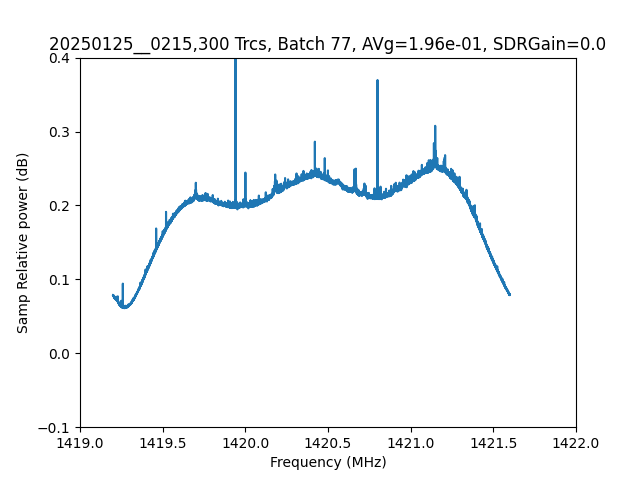 20250125__0215,300 Trcs, Batch 77, AVg=1.96e-01, SDRGain=0.0
0.4
0.3
0.2
0.1
0.0
−0.1
Samp Relative power (dB)
1419.0 1419.5 1420.0 1420.5 1421.0 1421.5 1422.0
Frequency (MHz)